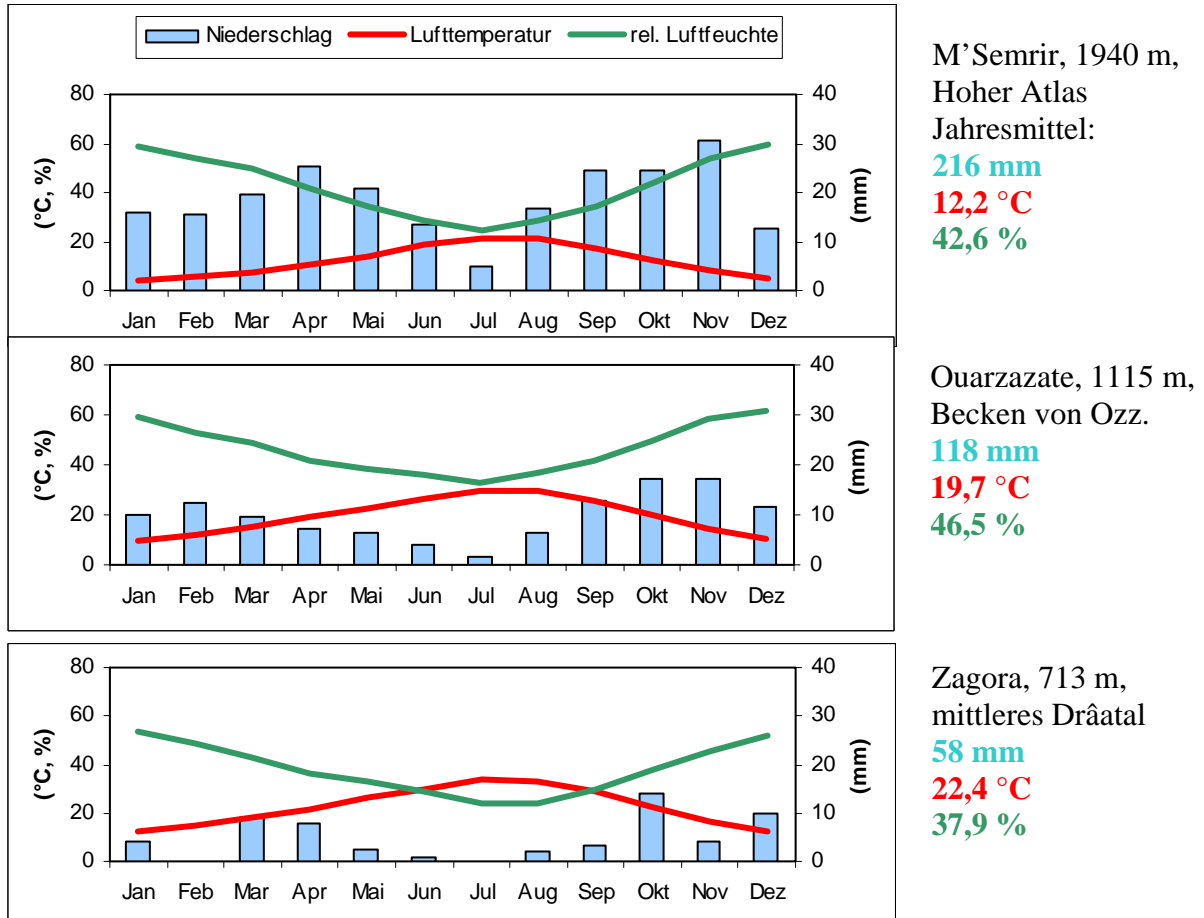 Niederschlag Lufttemperatur rel. Luftfeuchte
80 40
60 30
40 20
20 10
0 0
(°C, %)
(mm)
Jan Feb Mar Apr Mai Jun Jul Aug Sep Okt Nov Dez
M’Semrir, 1940 m,
Hoher Atlas
Jahresmittel:
216 mm
12,2 °C
42,6 %
80 40
60 30
40 20
20 10
0 0
(°C, %)
(mm)
Jan Feb Mar Apr Mai Jun Jul Aug Sep Okt Nov Dez
Ouarzazate, 1115 m,
Becken von Ozz.
118 mm
19,7 °C
46,5 %
80 40
60 30
40 20
20 10
0 0
(°C, %)
(mm)
Jan Feb Mar Apr Mai Jun Jul Aug Sep Okt Nov Dez
Zagora, 713 m,
mittleres Drâatal
58 mm
22,4 °C
37,9 %